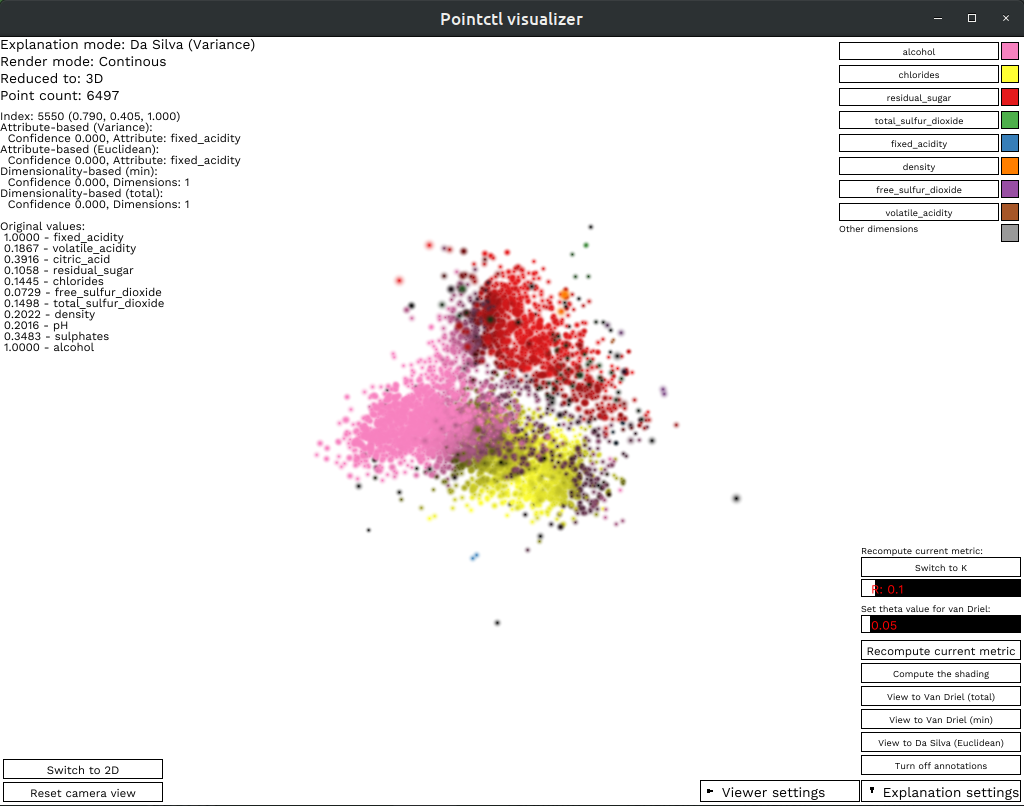 Pointctl visualizer
Explanation mode: Da Silva (Variance)
Render mode: Continous
Reduced to: 3D
Point count: 6497
Index: 5550 (0.790, 0.405, 1.000)
Attribute-based (Variance):
Confidence 0.000, Attribute: fixed_acidity
Attribute-based (Euclidean):
Confidence 0.000, Attribute: fixed_acidity
Dimensionality-based (min):
Confidence 0.000, Dimensions: 1
Dimensionality-based (total):
Confidence 0.000, Dimensions: 1
Original values:
1.0000 - fixed_acidity
0.1867 - volatile_acidity
0.3916 - citric_acid
0.1058 - residual_sugar
0.1445 - chlorides
0.0729 - free_sulfur_dioxide
0.1498 - total_sulfur_dioxide
0.2022 - density
0.2016 - pH
0.3483 - sulphates
1.0000 - alcohol
alcohol
chlorides
residual_sugar
total_sulfur_dioxide
fixed_acidity
density
free_sulfur_dioxide
volatile_acidity
Other dimensions
Recompute current metric:
Switch to K
R: 0.1
Set theta value for van Driel:
0.05
Recompute current metric
Compute the shading
View to Van Driel (total)
View to Van Driel (min)
View to Da Silva (Euclidean)
Turn off annotations
Switch to 2D
Reset camera view
Viewer settings
Explanation settings